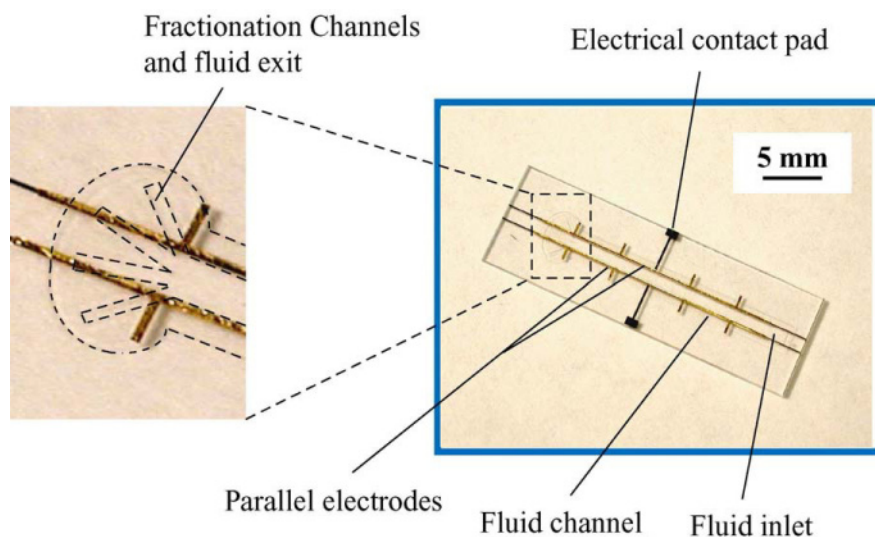 Fractionation Channels
and fluid exit
Electrical contact pad
5 mm
Parallel electrodes
Fluid channel
Fluid inlet